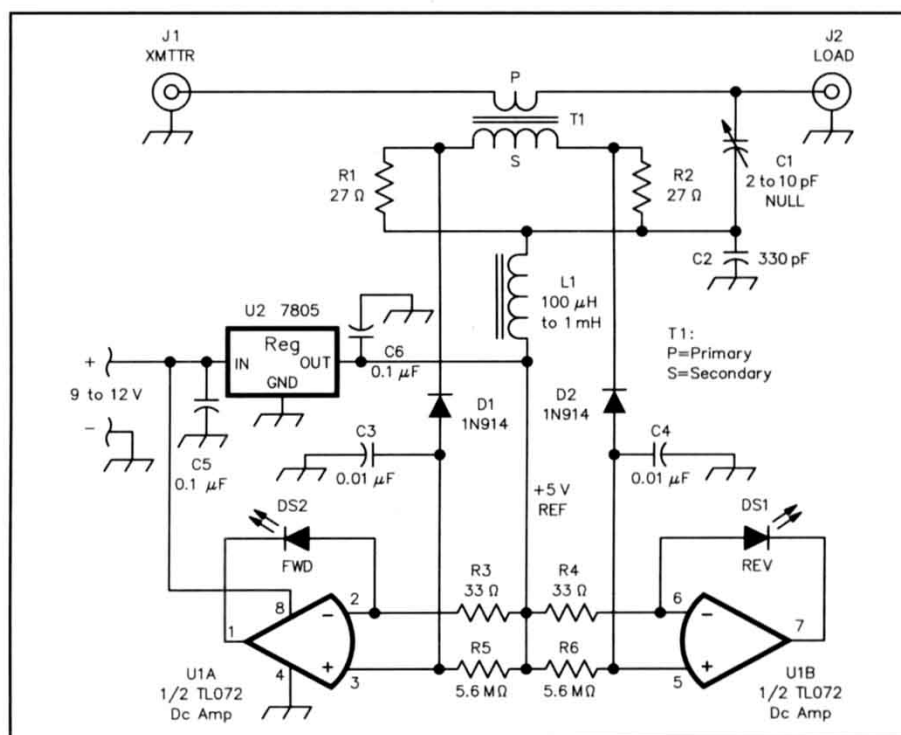 J1
XMTTR
J2
LOAD
P
T1
S
R1
27 Ω
R2
27 Ω
C1
2 to 10 pF
NULL
C2
330 pF
L1
100 μH
to 1 mH
U2 7805
Reg
IN
OUT
GND
C6
0.1 μF
T1:
P=Primary
S=Secondary
+
9 to 12 V
-
C5
0.1 μF
D1
1N914
D2
1N914
C3
0.01 μF
C4
0.01 μF
+5 V
REF
DS2
FWD
DS1
REV
R3
33 Ω
R4
33 Ω
R5
5.6 MΩ
R6
5.6 MΩ
8
2
−
1
+
4
3
6
−
7
+
5
U1A
1/2 TL072
Dc Amp
U1B
1/2 TL072
Dc Amp